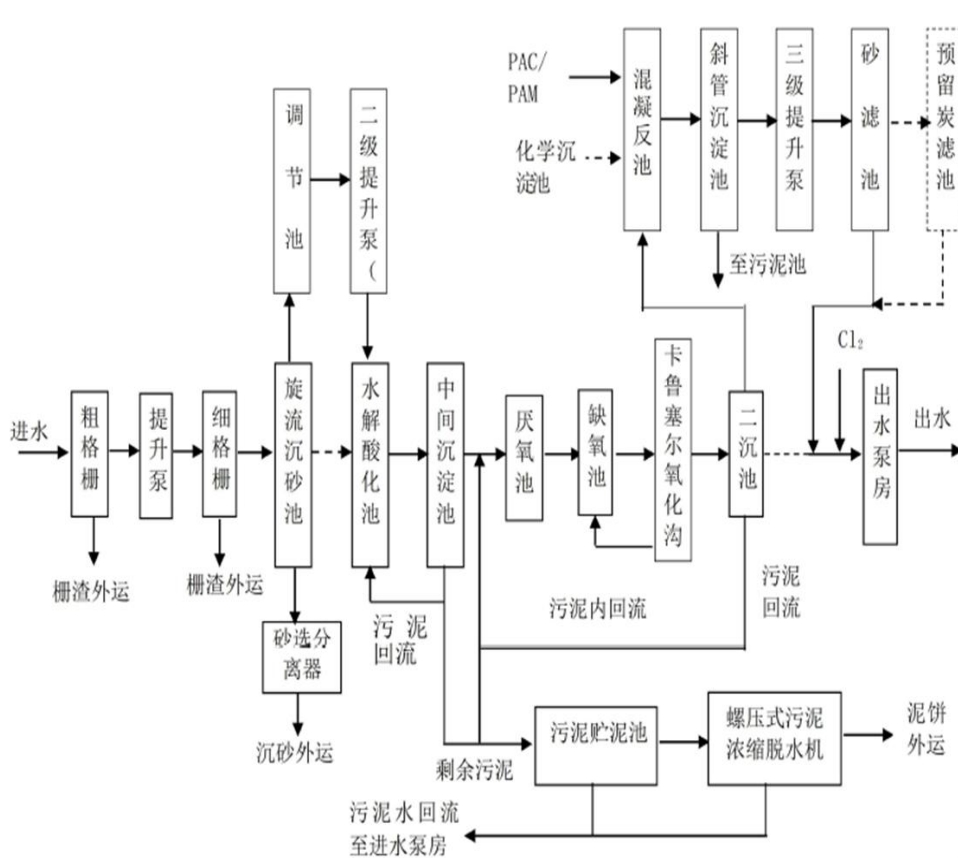 PAC/
PAM
化学沉
淀池
混凝反池
斜管沉淀池
三级提升泵
砂滤池
预留炭滤池
至污泥池
调节池
二级提升泵(
Cl₂
进水
粗格栅
提升泵
细格栅
旋流沉砂池
水解酸化池
中间沉淀池
厌氧池
缺氧池
卡鲁塞尔氧化沟
二沉池
出水泵房
出水
栅渣外运
栅渣外运
污泥
回流
污泥内回流
污泥
回流
砂选分
离器
沉砂外运
剩余污泥
污泥贮泥池
螺压式污泥
浓缩脱水机
泥饼
外运
污泥水回流
至进水泵房